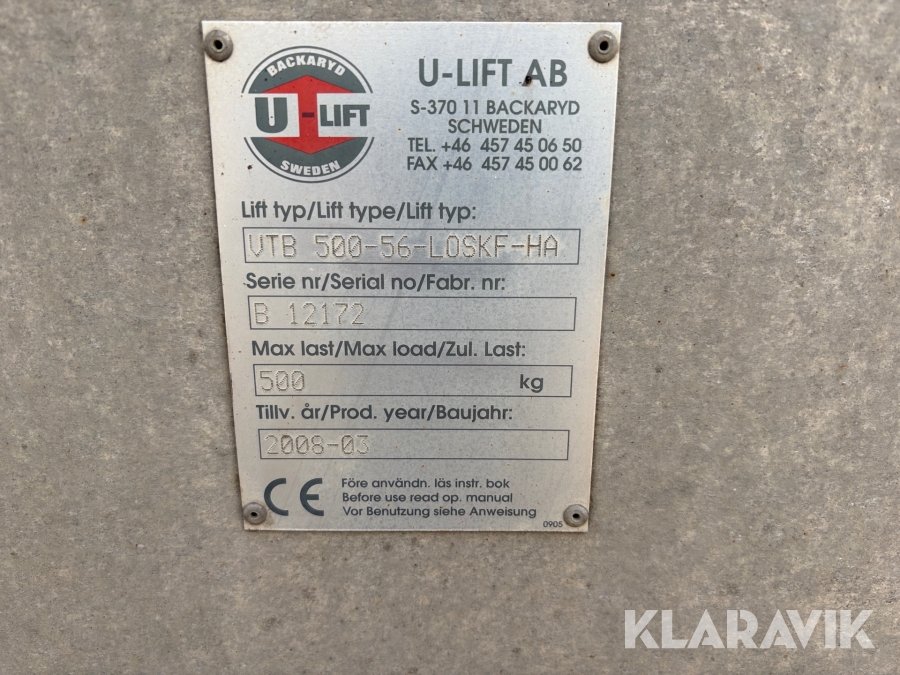 BACKARYD
U-LIFT
SWEDEN
U-LIFT AB
S-370 11 BACKARYD
SCHWEDEN
TEL. +46 457 45 06 50
FAX +46 457 45 00 62
Lift typ/Lift type/Lift typ:
VTB 500-56-LOSKF-HA
Serie nr/Serial no/Fabr. nr:
B 12172
Max last/Max load/Zul. Last:
500 kg
Tillv. år/Prod. year/Baujahr:
2008-03
CE
Före användn. läs instr. bok
Before use read op. manual
Vor Benutzung siehe Anweisung
0905
KLARAVIK